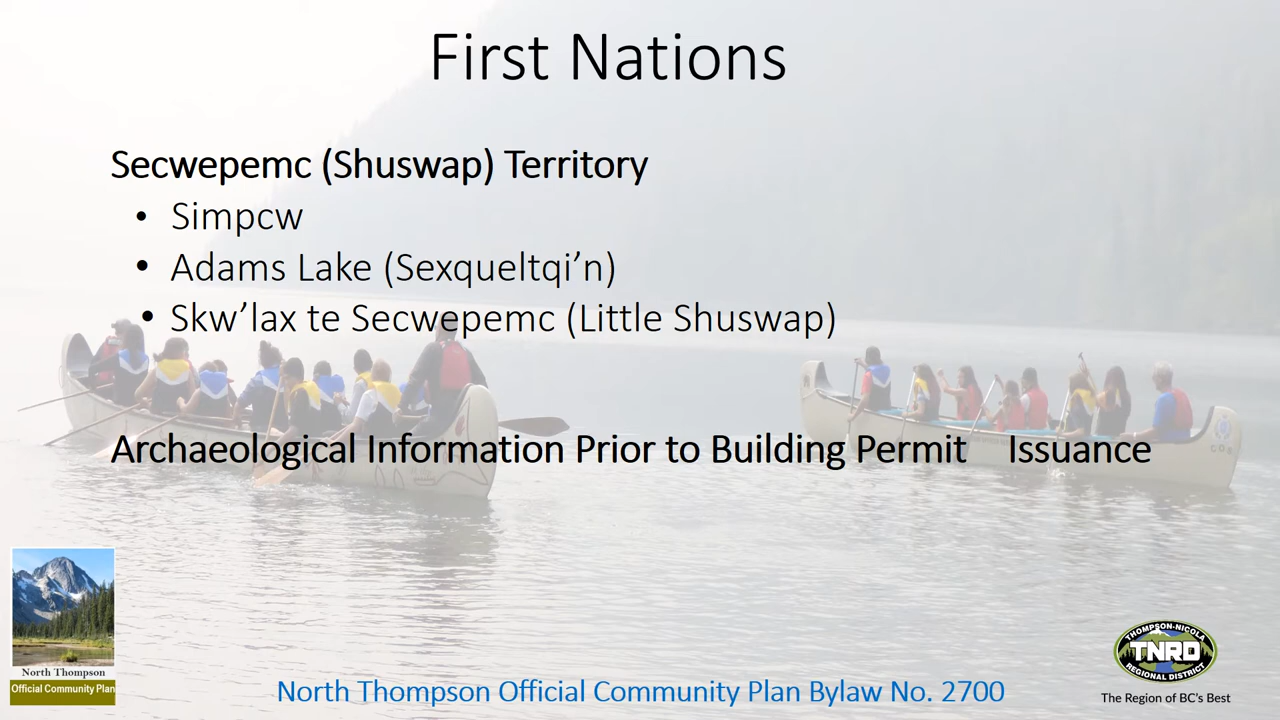 First Nations
Secwepemc (Shuswap) Territory
• Simpcw
• Adams Lake (Sexqueltqi’n)
• Skw’lax te Secwepemc (Little Shuswap)
Archaeological Information Prior to Building Permit Issuance
COS
North Thompson
Official Community Plan
North Thompson Official Community Plan Bylaw No. 2700
THOMPSON-NICOLA
TNRD
REGIONAL DISTRICT
The Region of BC’s Best